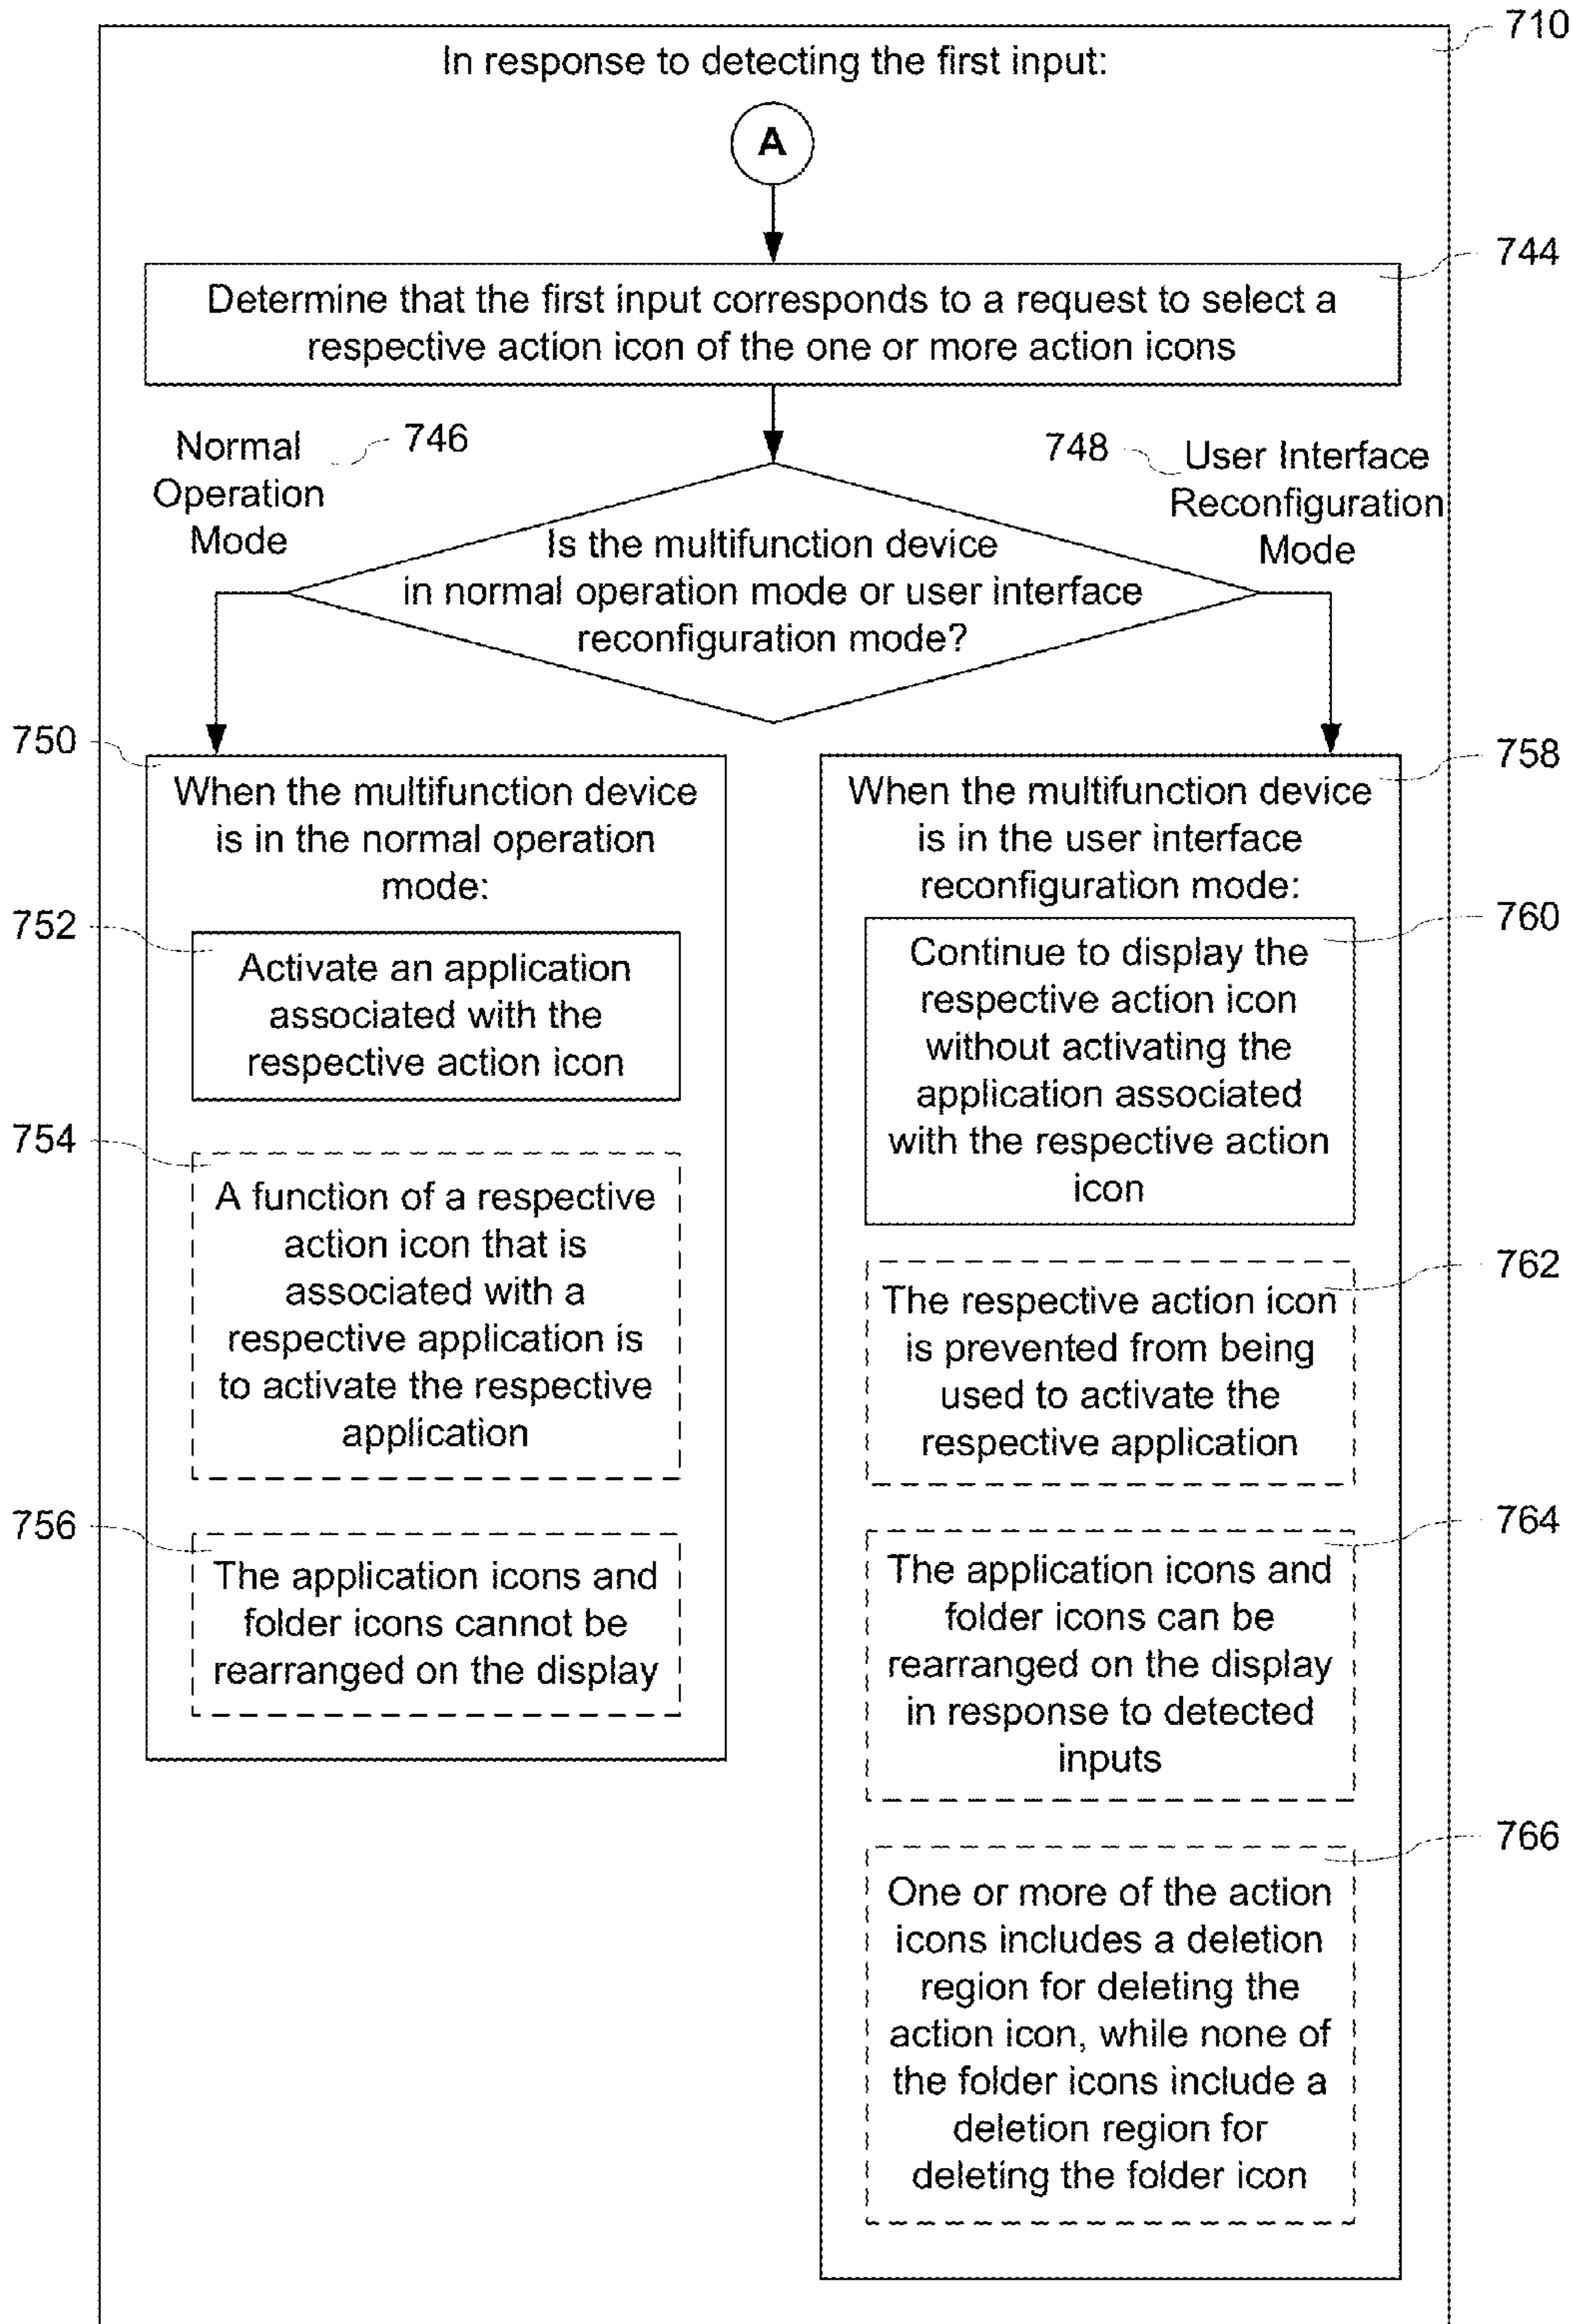 710
In response to detecting the first input:
A
744
Determine that the first input corresponds to a request to select a
respective action icon of the one or more action icons
Normal
Operation
Mode
746
748
User Interface
Reconfiguration
Mode
Is the multifunction device
in normal operation mode or user interface
reconfiguration mode?
750
When the multifunction device
is in the normal operation
mode:
752
Activate an application
associated with the
respective action icon
754
A function of a respective
action icon that is
associated with a
respective application is
to activate the respective
application
756
The application icons and
folder icons cannot be
rearranged on the display
758
When the multifunction device
is in the user interface
reconfiguration mode:
760
Continue to display the
respective action icon
without activating the
application associated
with the respective action
icon
762
The respective action icon
is prevented from being
used to activate the
respective application
764
The application icons and
folder icons can be
rearranged on the display
in response to detected
inputs
766
One or more of the action
icons includes a deletion
region for deleting the
action icon, while none of
the folder icons include a
deletion region for
deleting the folder icon